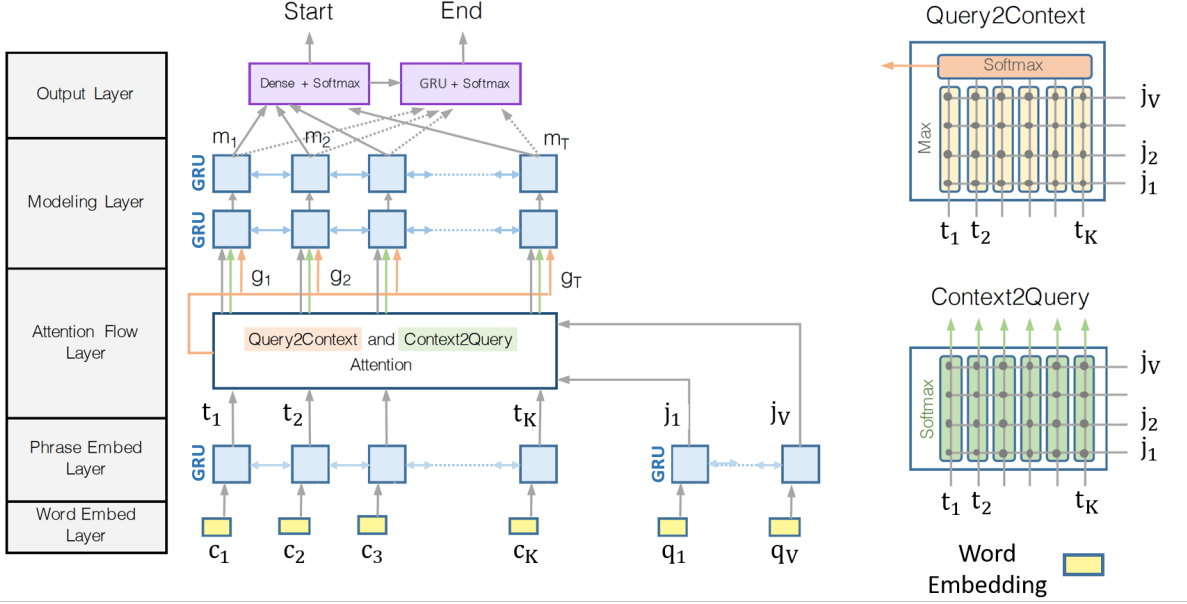 Start
End
Output Layer
Dense + Softmax
GRU + Softmax
m1
m2
mT
Modeling Layer
GRU
GRU
g1
g2
gT
Attention Flow
Layer
Query2Context and Context2Query
Attention
t1
t2
tK
j1
jV
Phrase Embed
Layer
GRU
GRU
Word Embed
Layer
c1
c2
c3
cK
q1
qV
Query2Context
Softmax
Max
jV
j2
j1
t1
t2
tK
Context2Query
Softmax
jV
j2
j1
t1
t2
tK
Word
Embedding